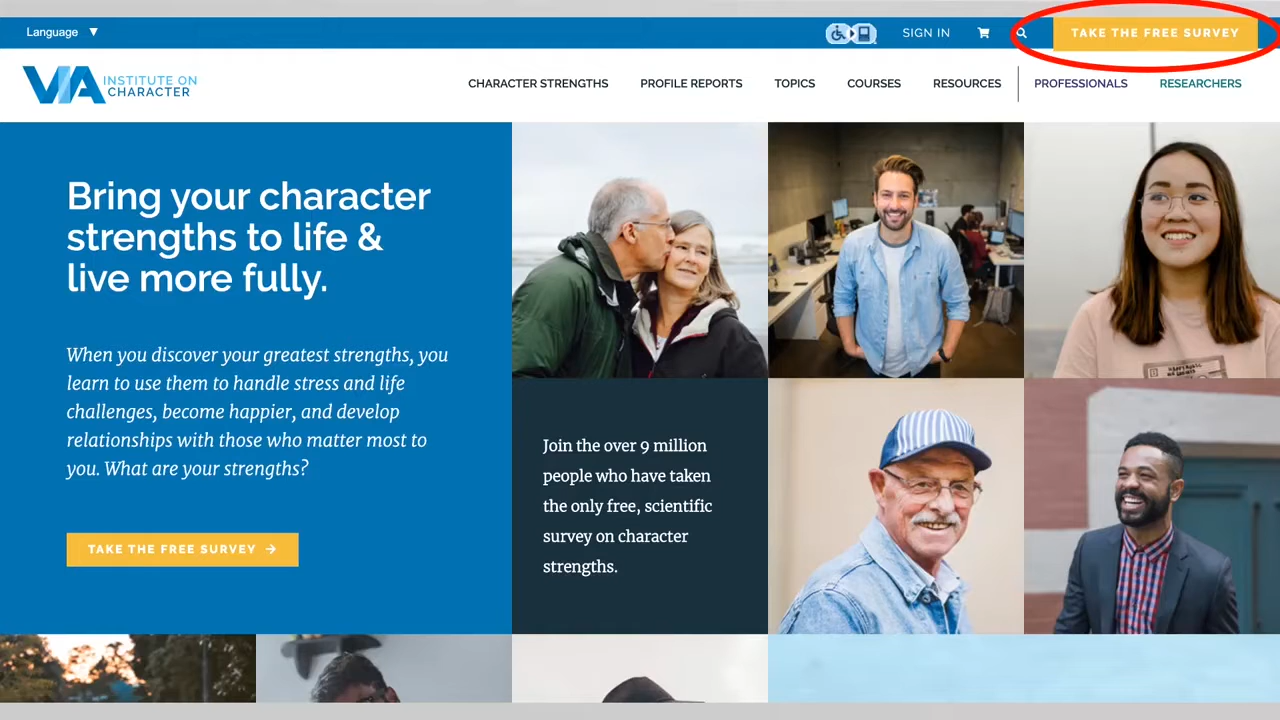 Language ▼
SIGN IN
TAKE THE FREE SURVEY
VIA INSTITUTE ON
CHARACTER
CHARACTER STRENGTHS
PROFILE REPORTS
TOPICS
COURSES
RESOURCES
PROFESSIONALS
RESEARCHERS
Bring your character
strengths to life &
live more fully.
When you discover your greatest strengths, you
learn to use them to handle stress and life
challenges, become happier, and develop
relationships with those who matter most to
you. What are your strengths?
TAKE THE FREE SURVEY →
Join the over 9 million
people who have taken
the only free, scientific
survey on character
strengths.